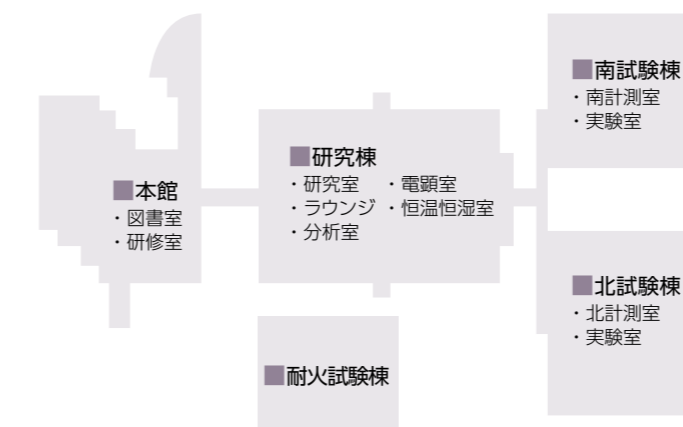 ■本館
・図書室
・研修室
■研究棟
・研究室 ・電顕室
・ラウンジ ・恒温恒湿室
・分析室
■南試験棟
・南計測室
・実験室
■北試験棟
・北計測室
・実験室
■耐火試験棟